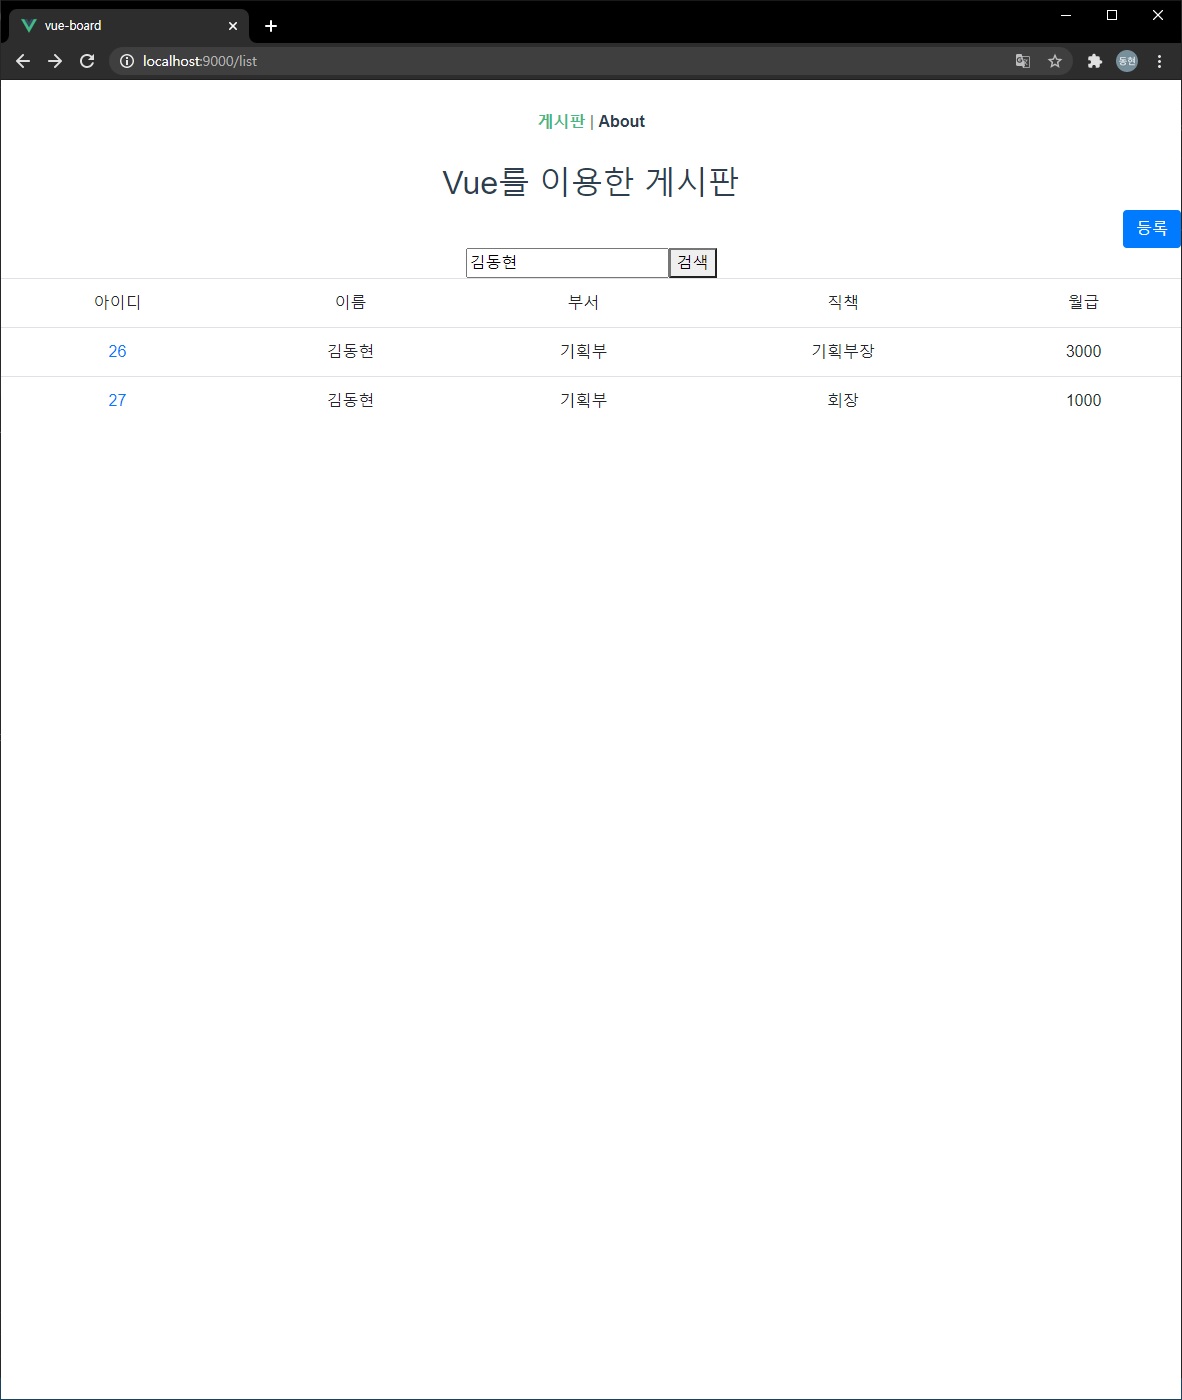 vue-board
localhost:9000/list
동현
게시판 | About
Vue를 이용한 게시판
등록
김동현 검색
아이디 이름 부서 직책 월급
26 김동현 기획부 기획부장 3000
27 김동현 기획부 회장 1000